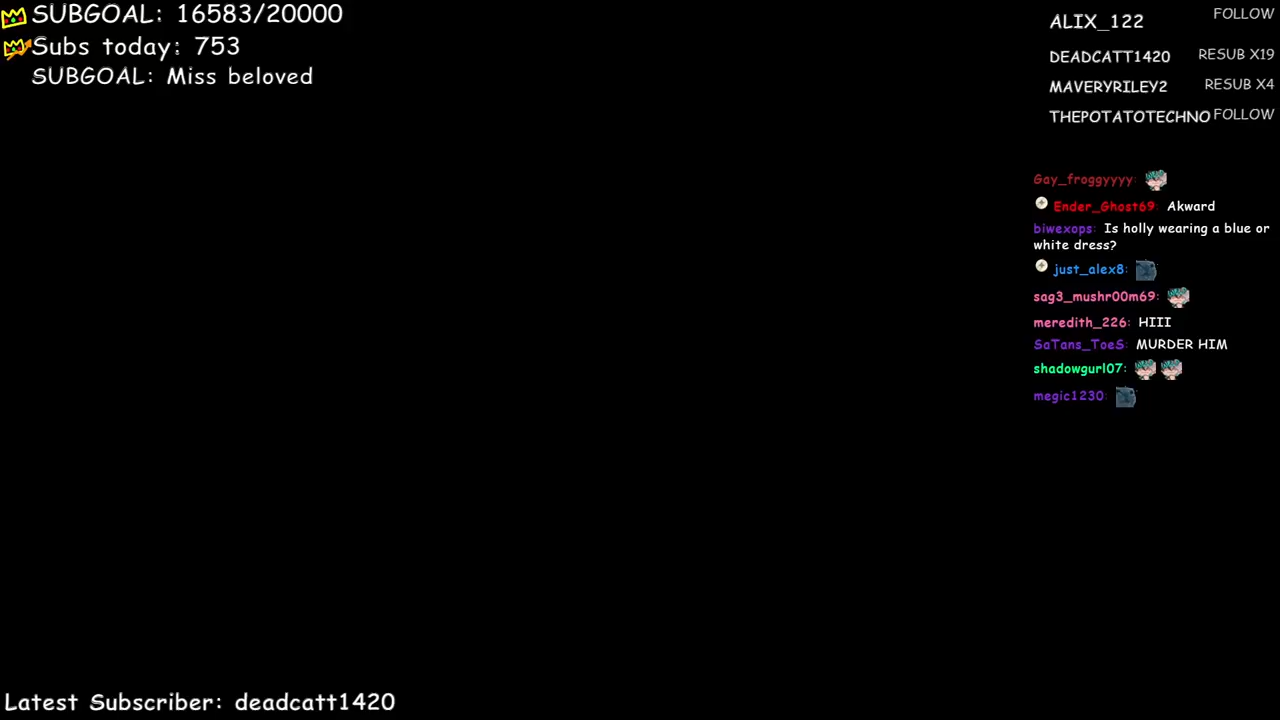 SUBGOAL: 16583/20000
Subs today: 753
SUBGOAL: Miss beloved
ALIX_122 FOLLOW
DEADCATT1420 RESUB X19
MAVERYRILEY2 RESUB X4
THEPOTATOTECHNO FOLLOW
Gay_froggyyyy:
Ender_Ghost69: Akward
biwexops: Is holly wearing a blue or
white dress?
just_alex8:
sag3_mushr00m69:
meredith_226: HIII
SaTans_ToeS: MURDER HIM
shadowgurl07:
megic1230:
Latest Subscriber: deadcatt1420